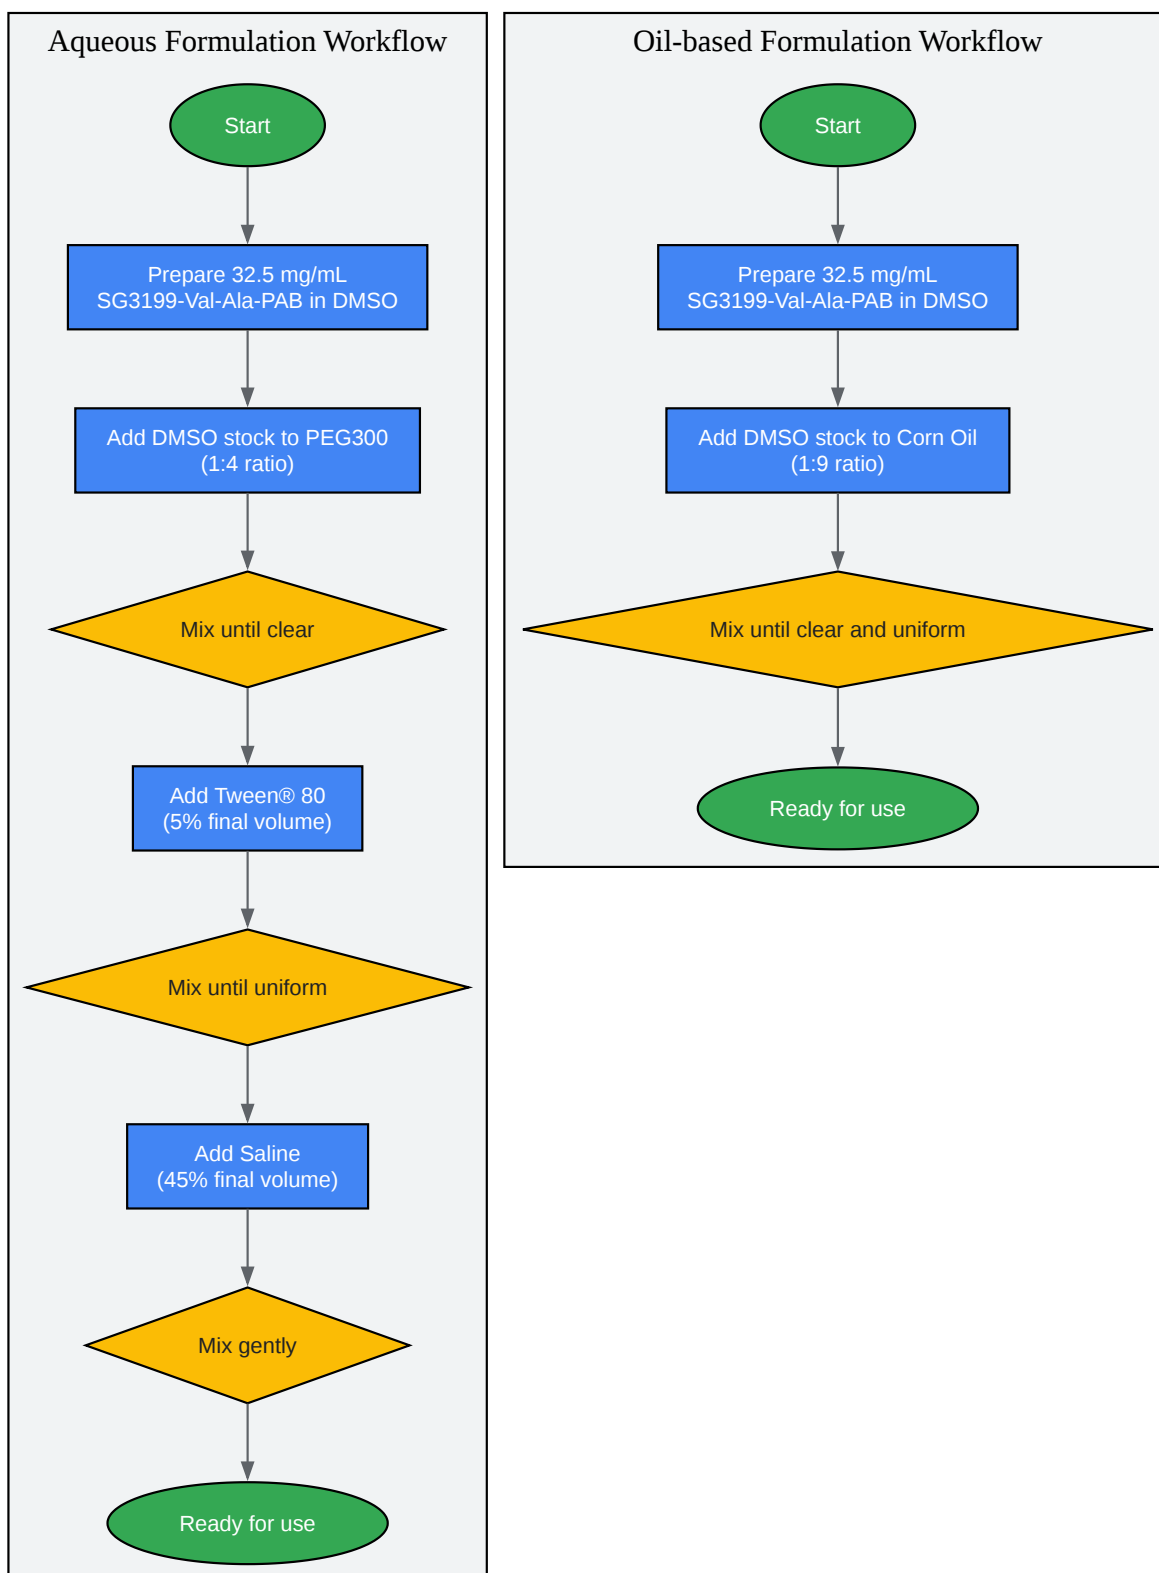 Aqueous Formulation Workflow
Start
Prepare 32.5 mg/mL
SG3199-Val-Ala-PAB in DMSO
Add DMSO stock to PEG300
(1:4 ratio)
Mix until clear
Add Tween® 80
(5% final volume)
Mix until uniform
Add Saline
(45% final volume)
Mix gently
Ready for use
Oil-based Formulation Workflow
Start
Prepare 32.5 mg/mL
SG3199-Val-Ala-PAB in DMSO
Add DMSO stock to Corn Oil
(1:9 ratio)
Mix until clear and uniform
Ready for use